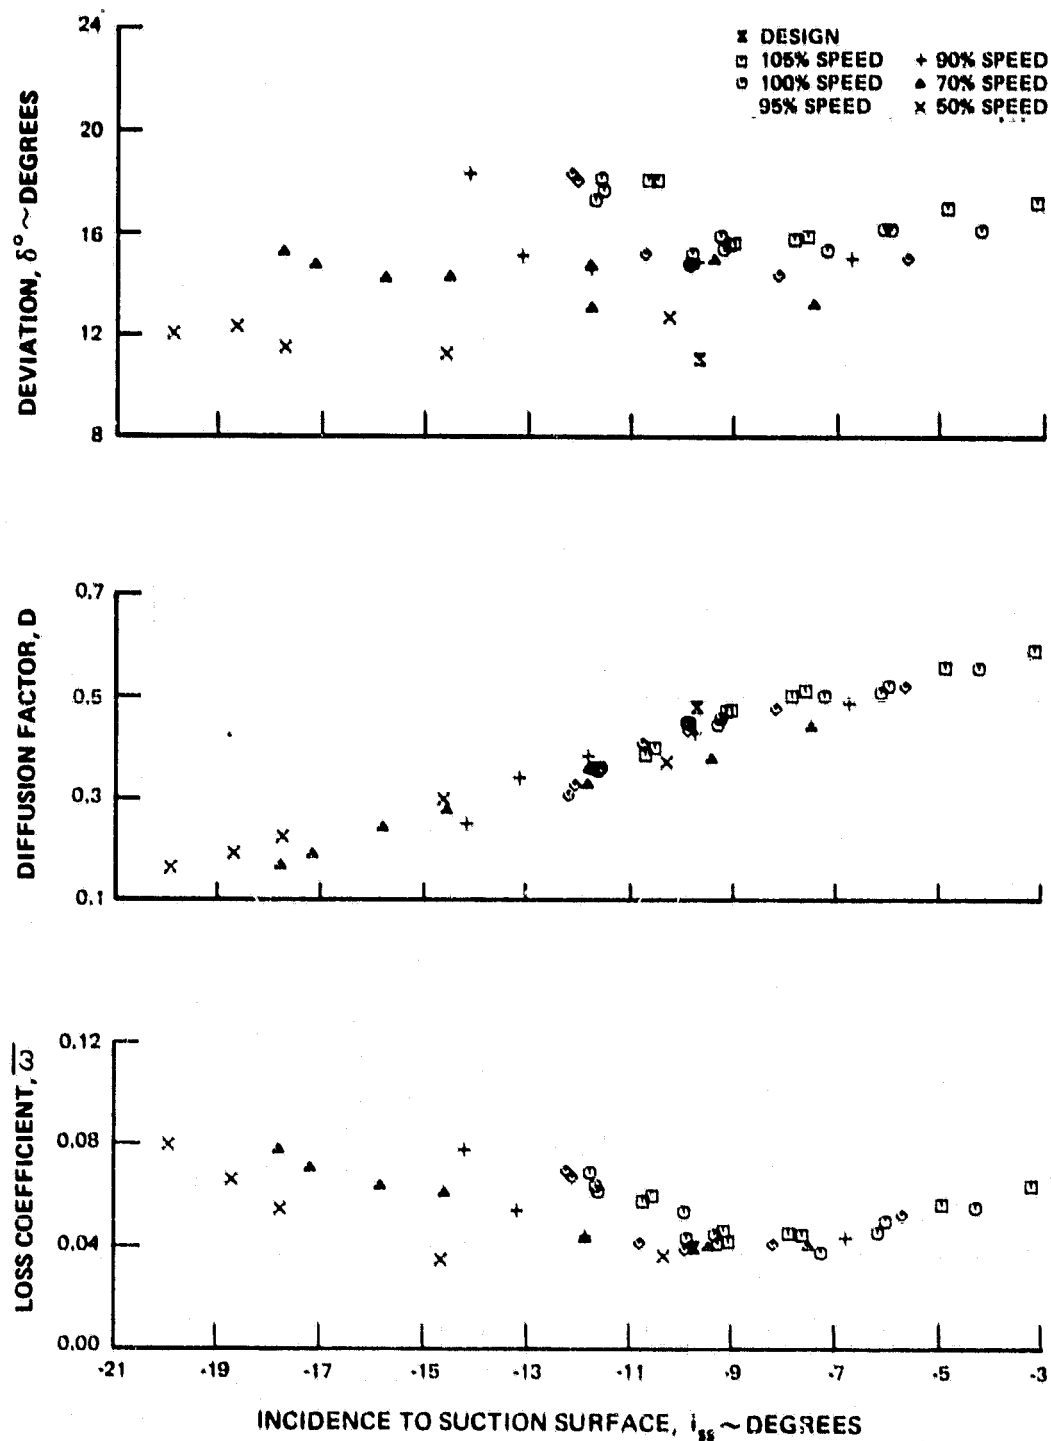 DESIGN
105% SPEED + 90% SPEED
100% SPEED ▲ 70% SPEED
95% SPEED × 50% SPEED
DEVIATION, δ° ~ DEGREES
24
20
16
12
8
DIFFUSION FACTOR, D
0.7
0.5
0.3
0.1
LOSS COEFFICIENT, ω̅
0.12
0.08
0.04
0.00
-21 -19 -17 -15 -13 -11 -9 -7 -5 -3
INCIDENCE TO SUCTION SURFACE, iss ~ DEGREES